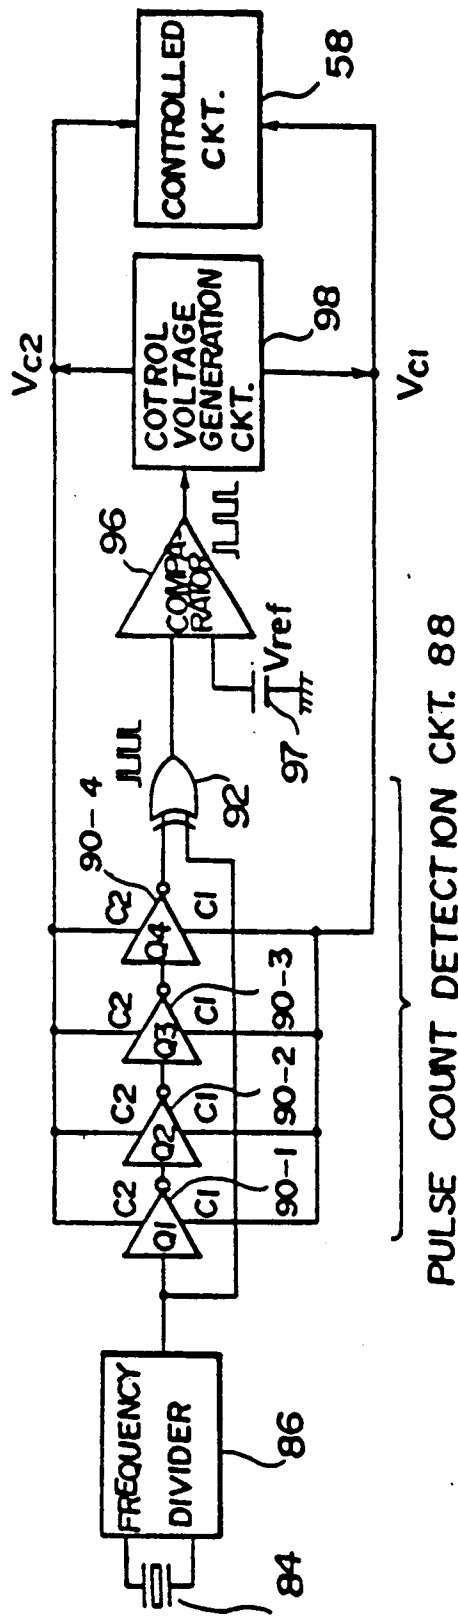 84
FREQUENCY
DIVIDER
86
Q1
C2
C1
90-1
Q2
C2
C1
90-2
Q3
C2
C1
90-3
Q4
C2
C1
90-4
92
COMPA-
RATOR
96
Vref
97
COTROL
VOLTAGE
GENERATION
CKT.
98
VC2
VC1
CONTROLLED
CKT.
58
PULSE COUNT DETECTION CKT. 88